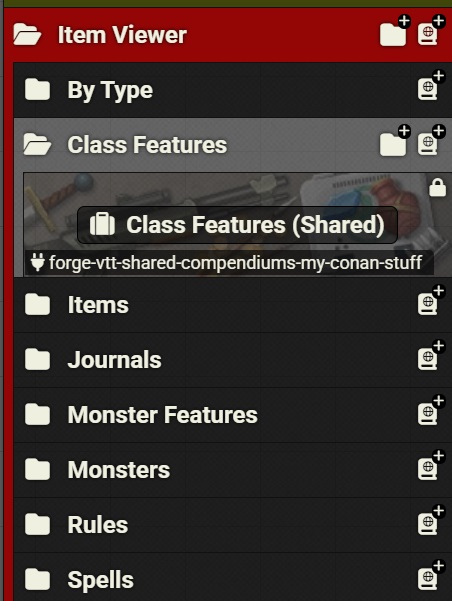 Item Viewer
By Type
Class Features
Class Features (Shared)
forge-vtt-shared-compendiums-my-conan-stuff
Items
Journals
Monster Features
Monsters
Rules
Spells